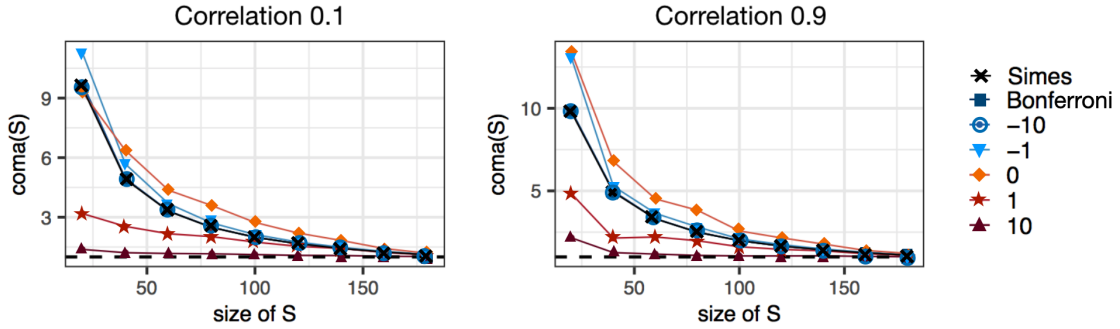 Correlation 0.1
coma(S)
9
6
3
50
100
150
size of S
Correlation 0.9
coma(S)
10
5
50
100
150
size of S
Simes
Bonferroni
−10
−1
0
1
10